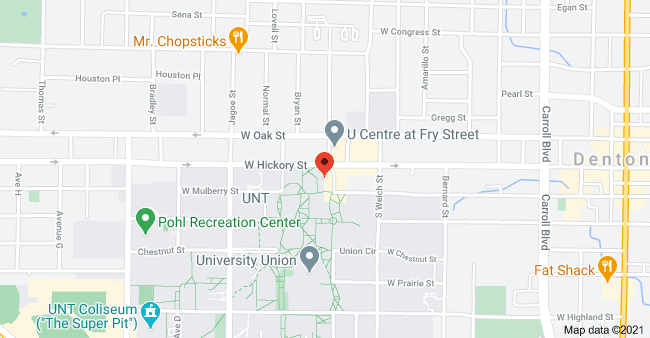 Sena St
Lovell St
W Congress St
Egan St
Mr. Chopsticks
Amarillo St
Houston Pl
Houston Pl
Thomas St
Bradley St
Jagoe St
Normal St
Bryan St
Pearl St
Gregg St
Carroll Blvd
W Oak St
U Centre at Fry Street
W Hickory St
Denton
Ave H
W Mulberry St
UNT
S Welch St
Bernard St
Carroll Blvd
Avenue G
Pohl Recreation Center
Chestnut St
University Union
Union Cir
W Chestnut St
Fat Shack
W Prairie St
UNT Coliseum
("The Super Pit")
Ave D
W Highland St
Map data ©2021